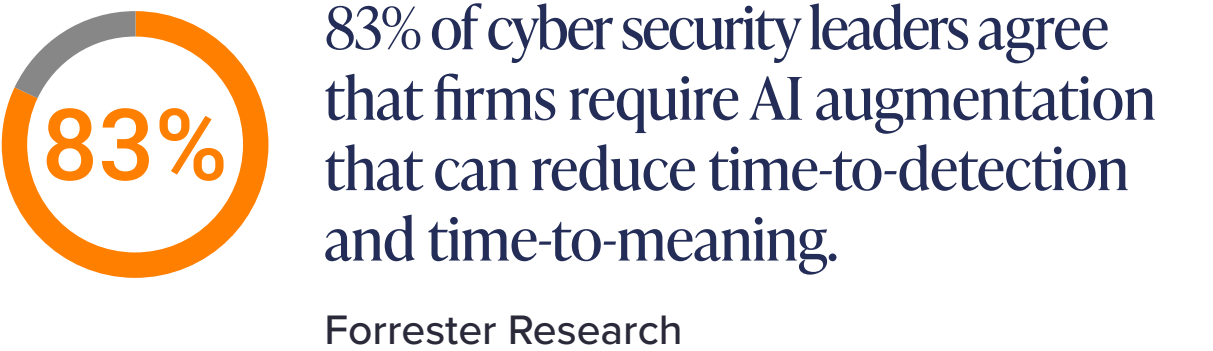 83%
83% of cyber security leaders agree
that firms require AI augmentation
that can reduce time-to-detection
and time-to-meaning.
Forrester Research